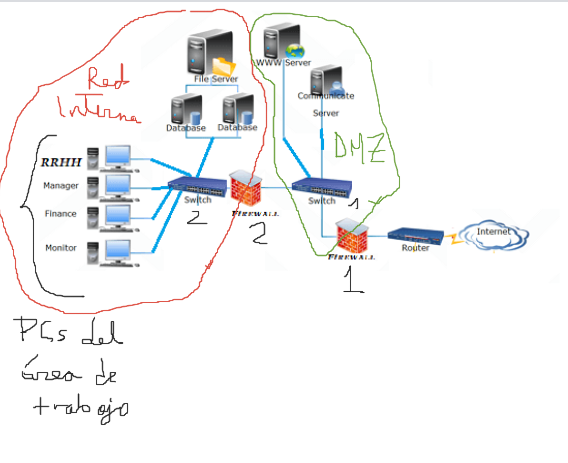 File Server
WWW Server
Red
Interna
Communicate
Server
Database
Database
DMZ
RRHH
Manager
Finance
Monitor
Switch
2
FIREWALL
2
Switch
1
FIREWALL
1
Router
Internet
PCs del
área de
trabajo